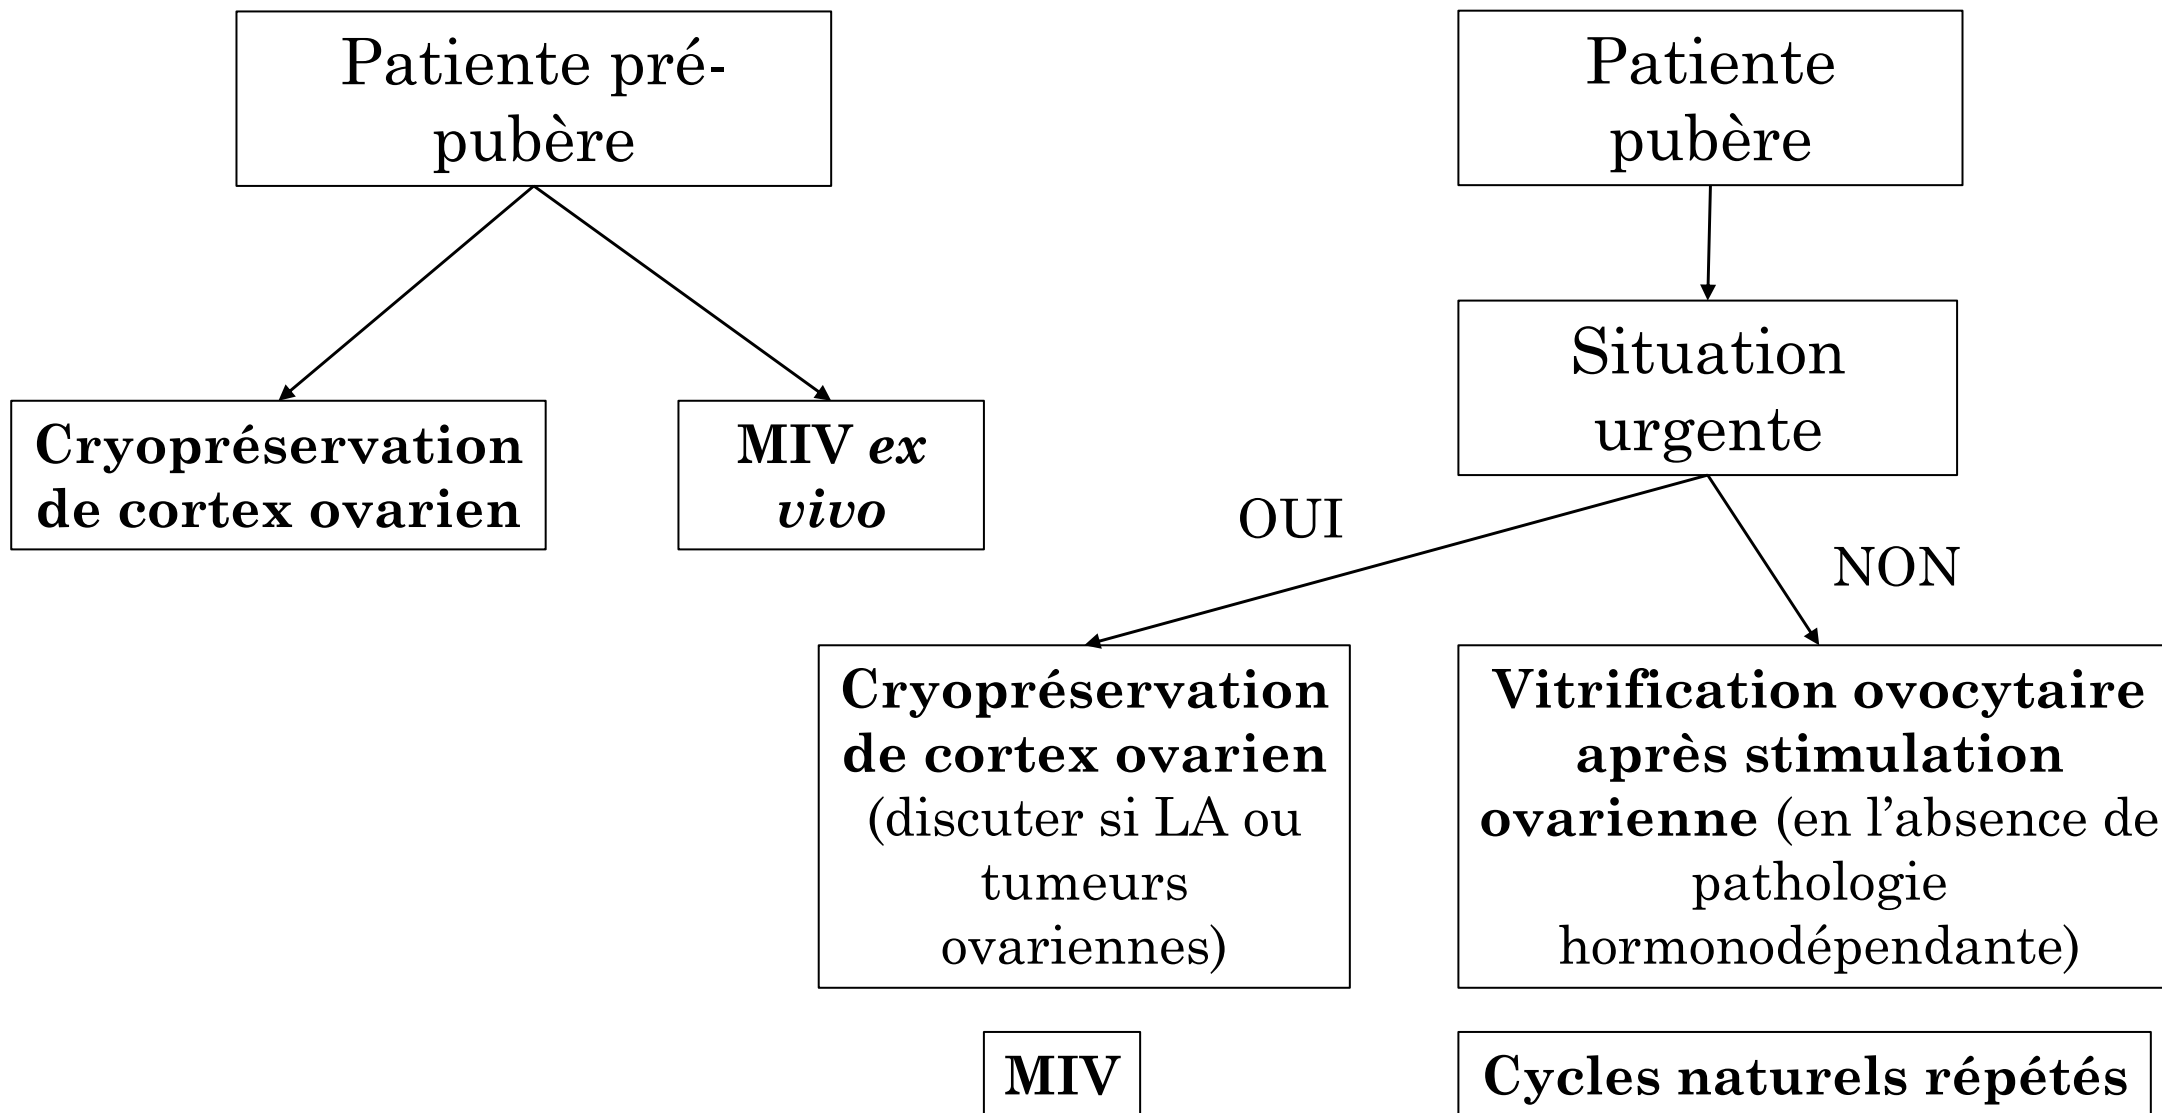 Patiente pré-
pubère
Patiente
pubère
Situation
urgente
Cryopréservation
de cortex ovarien
MIV ex
vivo
OUI
NON
Cryopréservation
de cortex ovarien
(discuter si LA ou
tumeurs
ovariennes)
Vitrification ovocytaire
après stimulation
ovarienne (en l’absence de
pathologie
hormonodépendante)
MIV
Cycles naturels répétés